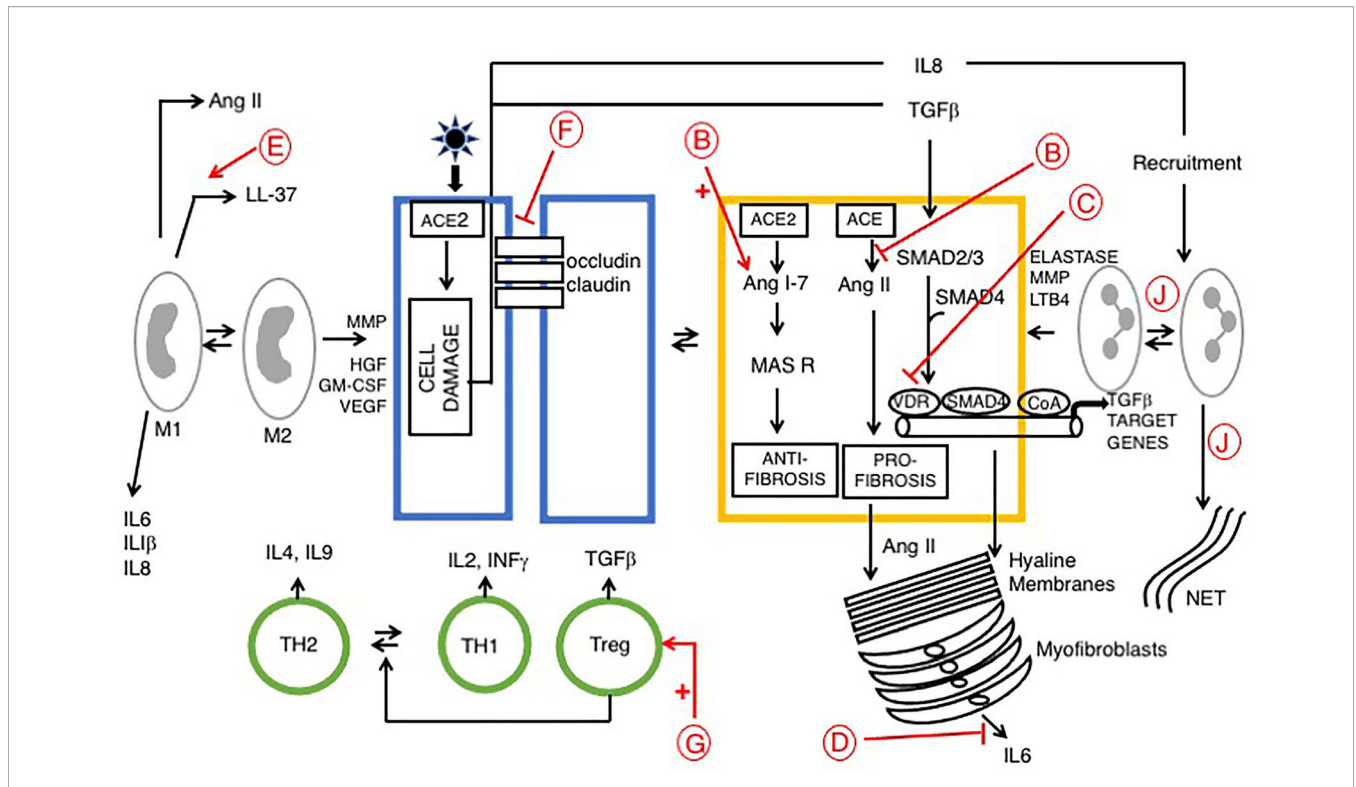 IL8
TGFβ
Ang II
E
LL-37
F
B
+
B
C
Recruitment
ACE2
occludin
claudin
CELL
DAMAGE
MMP
HGF
GM-CSF
VEGF
M1
M2
IL6
ILIβ
IL8
ACE2
ACE
Ang I-7
Ang II
SMAD2/3
SMAD4
MAS R
VDR
SMAD4
CoA
ANTI-
FIBROSIS
PRO-
FIBROSIS
ELASTASE
MMP
LTB4
J
TGFβ
TARGET
GENES
J
NET
IL4, IL9
IL2, INFγ
TGFβ
TH2
TH1
Treg
+
G
Ang II
Hyaline
Membranes
Myofibroblasts
D
IL6